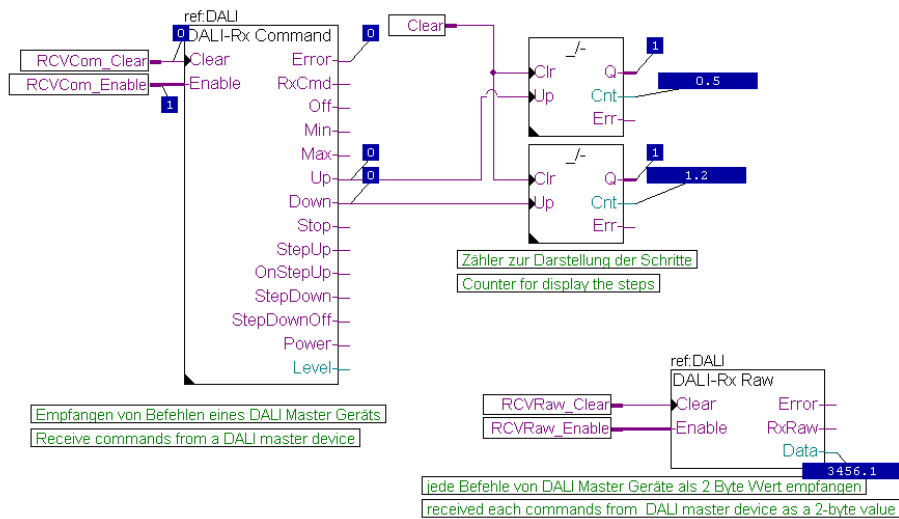 ref:DALI
DALI-Rx Command
RCVCom_Clear
0
Clear
RCVCom_Enable
Enable
1
Error
0
RxCmd
Off
Min
Max
Up
0
Down
0
Stop
StepUp
OnStepUp
StepDown
StepDownOff
Power
Level
Clear
_/-
Clr
Q
1
Up
Cnt
0.5
Err
_/-
Clr
Q
1
Up
Cnt
1.2
Err
Zähler zur Darstellung der Schritte
Counter for display the steps
Empfangen von Befehlen eines DALI Master Geräts
Receive commands from a DALI master device
ref:DALI
DALI-Rx Raw
RCVRaw_Clear
Clear
Error
RCVRaw_Enable
Enable
RxRaw
Data
3456.1
jede Befehle von DALI Master Geräte als 2 Byte Wert empfangen
received each commands from DALI master device as a 2-byte value